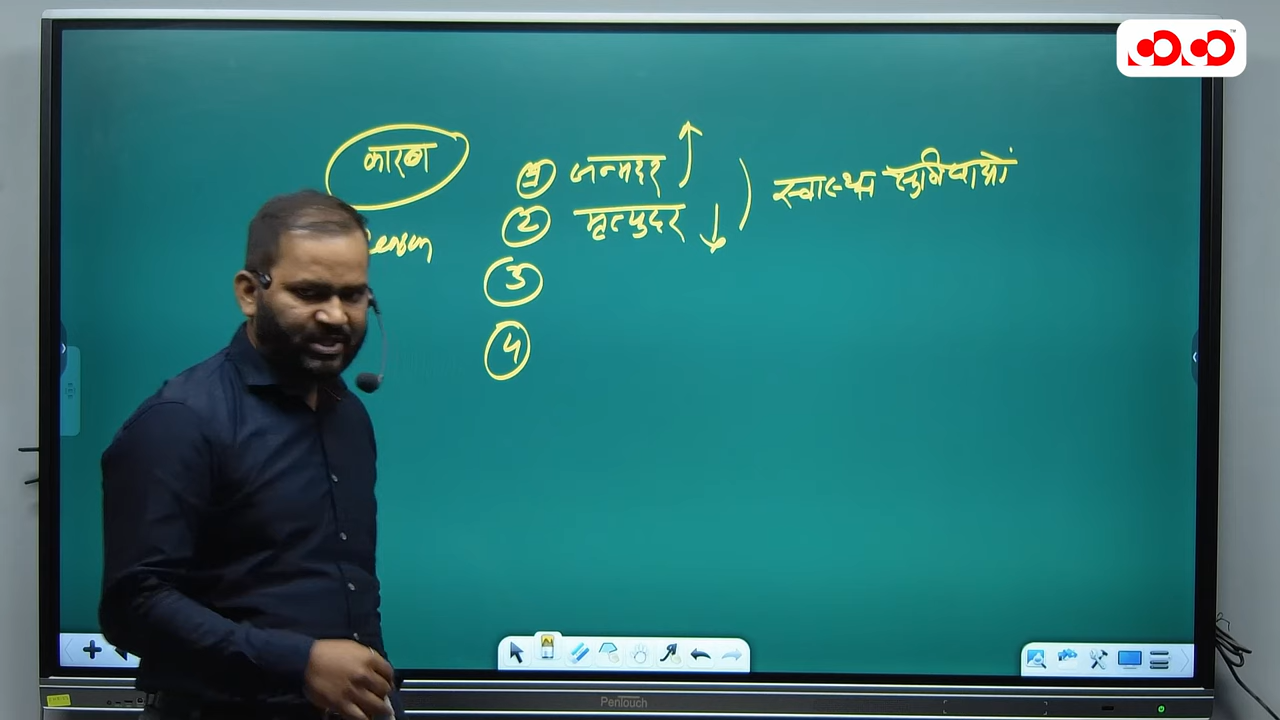 कारण
Reason
① जन्मदर ↑
② मृत्युदर ↓
) स्वास्थ्य सुविधाओं
③
④
PenTouch